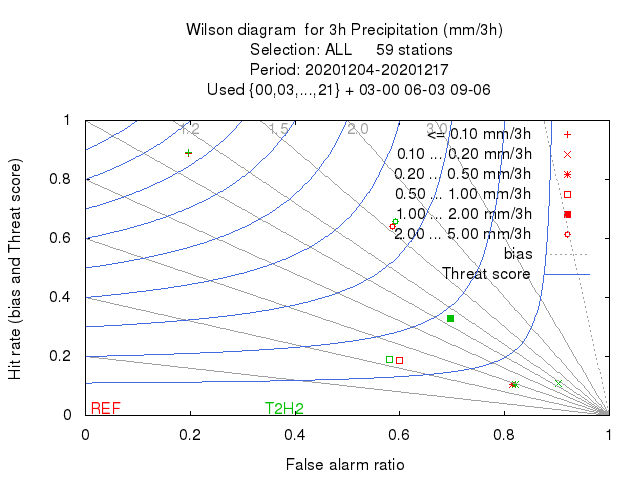 Wilson diagram  for 3h Precipitation (mm/3h)
Selection: ALL     59 stations
Period: 20201204-20201217
Used {00,03,...,21} + 03-00 06-03 09-06
1.2 1.5 2.0 3.0
<= 0.10 mm/3h
0.10 ... 0.20 mm/3h
0.20 ... 0.50 mm/3h
0.50 ... 1.00 mm/3h
1.00 ... 2.00 mm/3h
2.00 ... 5.00 mm/3h
bias
Threat score
Hit rate (bias and Threat score)
1
0.8
0.6
0.4
0.2
0
REF T2H2
0 0.2 0.4 0.6 0.8 1
False alarm ratio